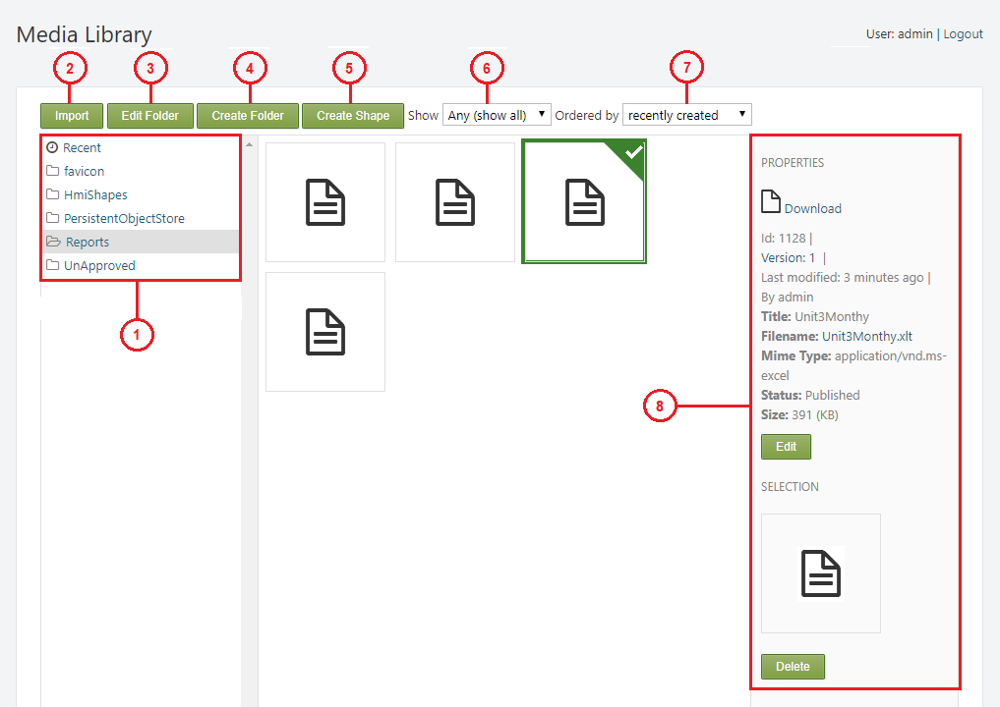 Media Library
User: admin | Logout
2 3 4 5 6 7
Import Edit Folder Create Folder Create Shape Show Any (show all) Ordered by recently created
Recent
favicon
HmiShapes
PersistentObjectStore
Reports
UnApproved
1
PROPERTIES
Download
Id: 1128 |
Version: 1 |
Last modified: 3 minutes ago |
By admin
Title: Unit3Monthy
Filename: Unit3Monthy.xlt
Mime Type: application/vnd.ms-
excel
Status: Published
8
Size: 391 (KB)
Edit
SELECTION
Delete